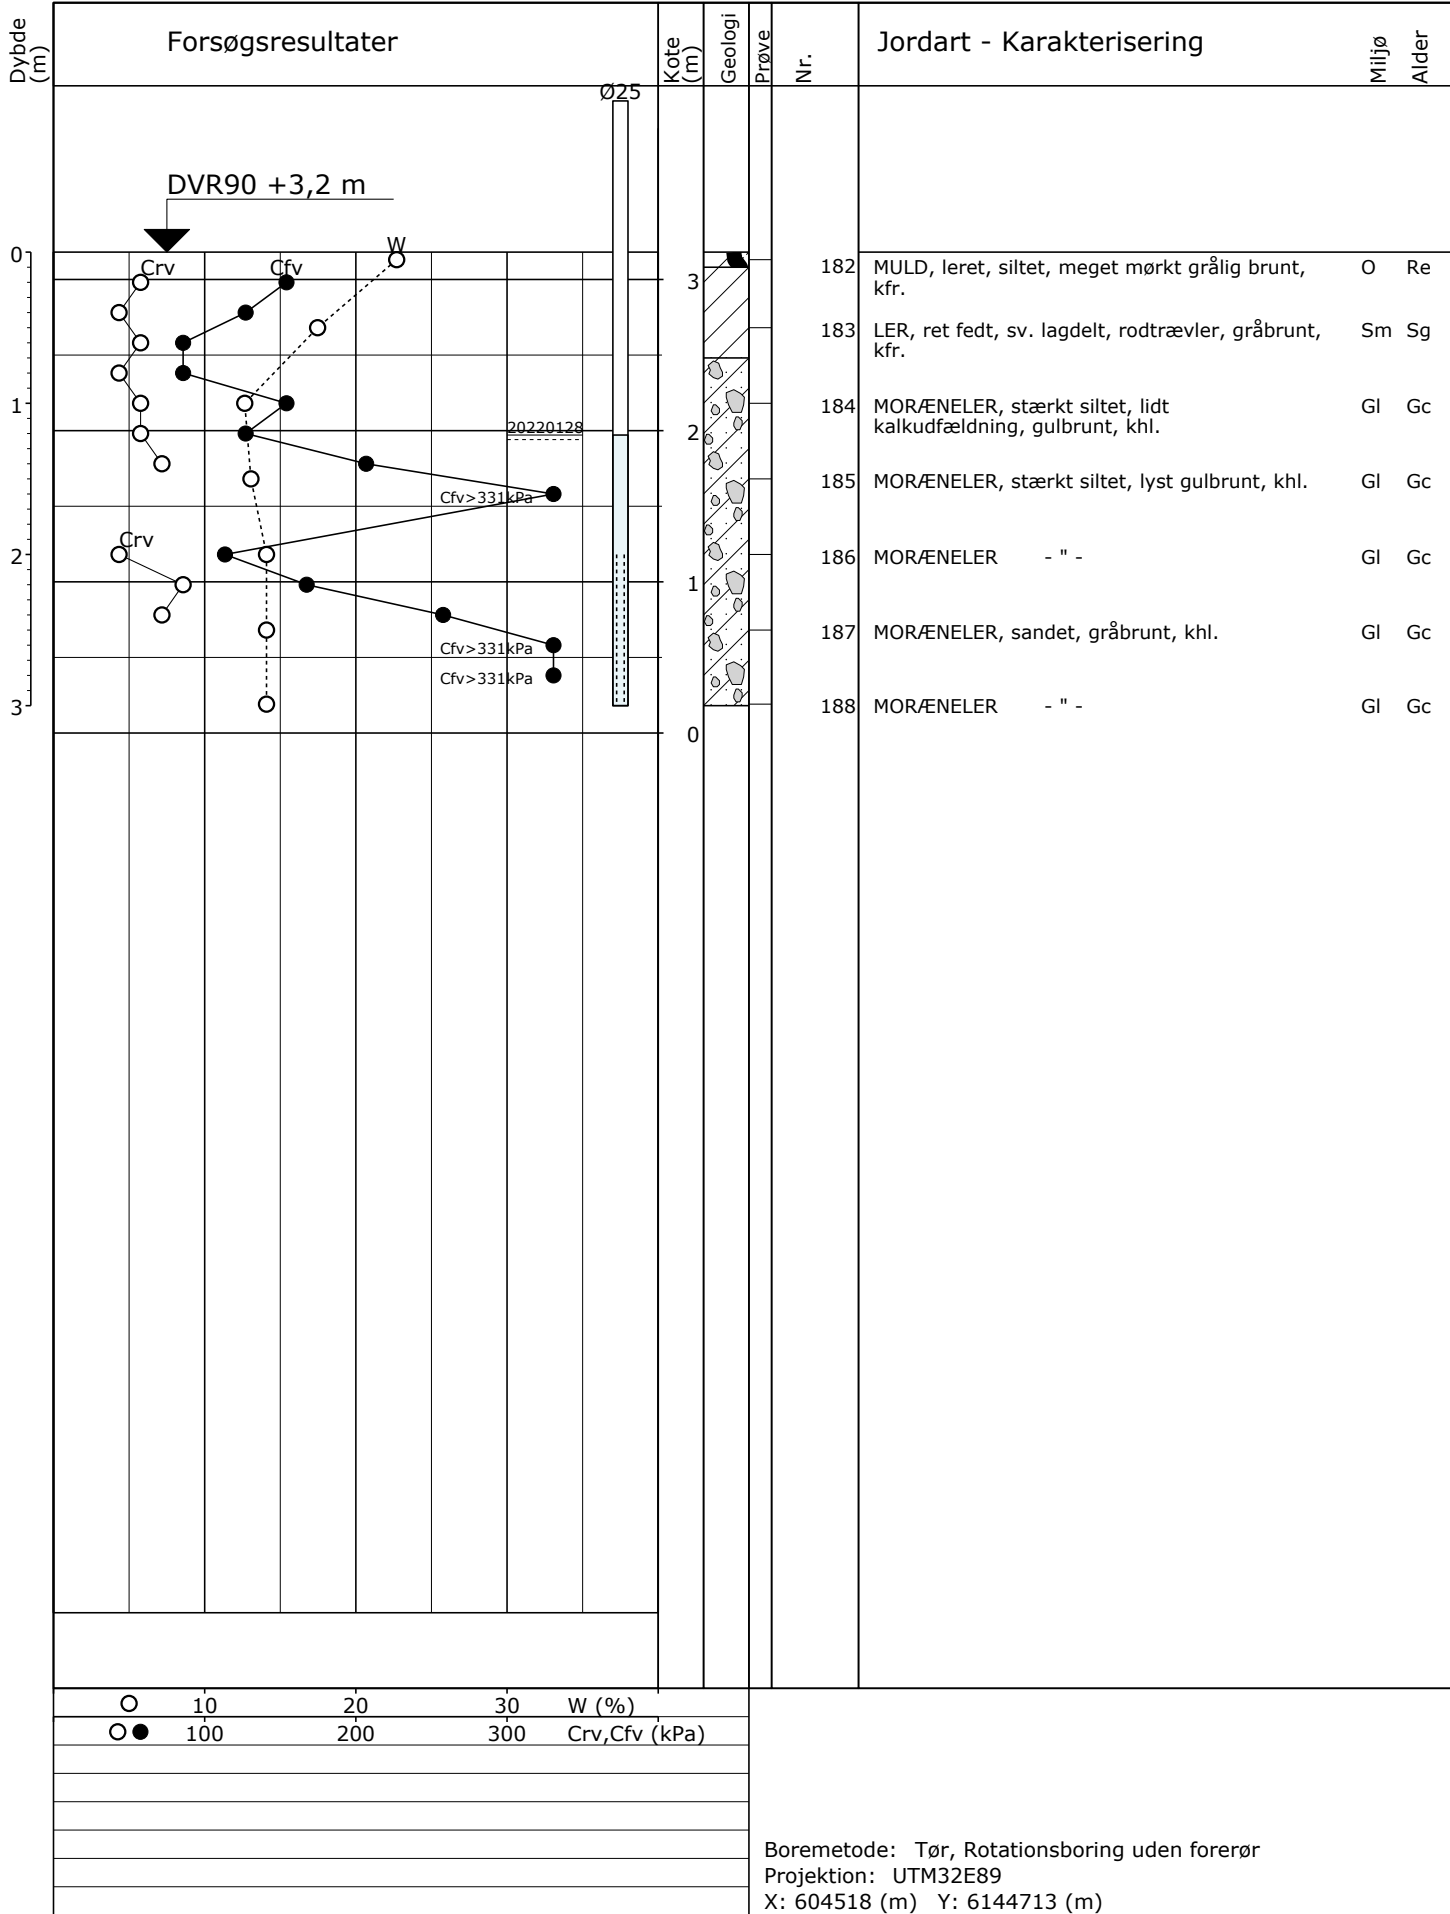 Dybde
(m)
Forsøgsresultater
Kote
(m)
Geologi
Prøve
Nr.
Jordart - Karakterisering
Miljø
Alder
Ø25
DVR90 +3,2 m
W
0
Crv
Cfv
3
182 MULD, leret, siltet, meget mørkt grålig brunt, O Re
kfr.
183 LER, ret fedt, sv. lagdelt, rodtrævler, gråbrunt, Sm Sg
kfr.
1
184 MORÆNELER, stærkt siltet, lidt Gl Gc
kalkudfældning, gulbrunt, khl.
20220128
2
185 MORÆNELER, stærkt siltet, lyst gulbrunt, khl. Gl Gc
Cfv>331kPa
Crv
2
186 MORÆNELER - " - Gl Gc
1
187 MORÆNELER, sandet, gråbrunt, khl. Gl Gc
Cfv>331kPa
Cfv>331kPa
3
188 MORÆNELER - " - Gl Gc
0
10 20 30 W (%)
100 200 300 Crv,Cfv (kPa)
Boremetode: Tør, Rotationsboring uden forerør
Projektion: UTM32E89
X: 604518 (m) Y: 6144713 (m)